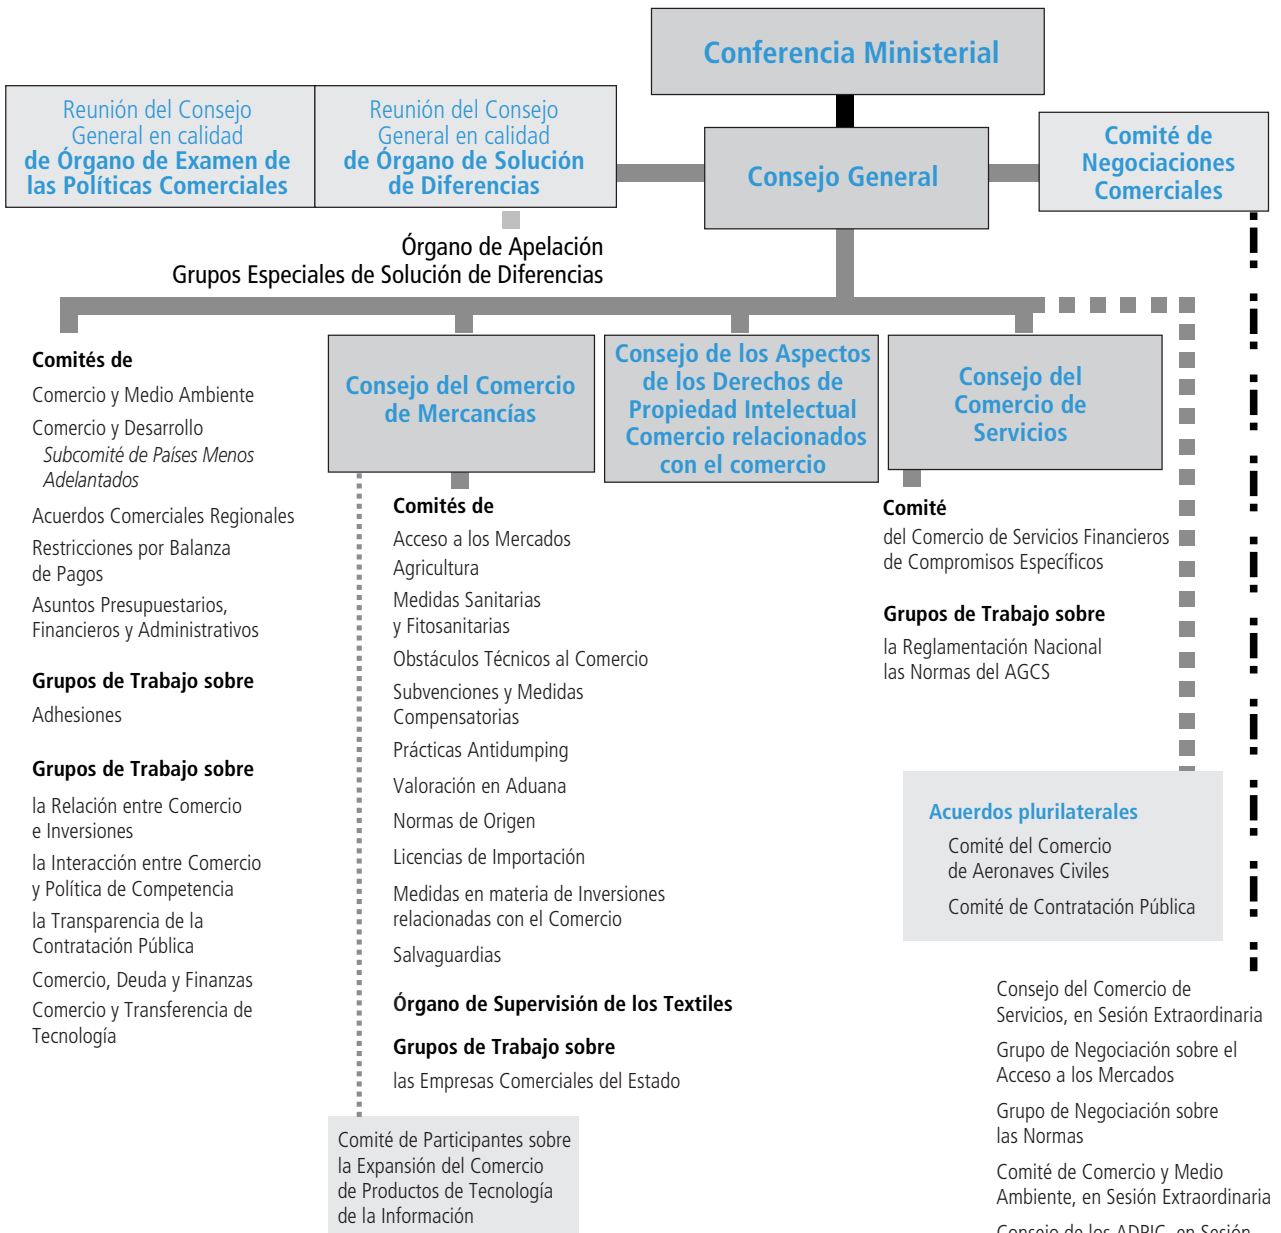 Conferencia Ministerial
Reunión del Consejo
General en calidad
de Órgano de Examen de
las Políticas Comerciales
Reunión del Consejo
General en calidad
de Órgano de Solución
de Diferencias
Consejo General
Comité de
Negociaciones
Comerciales
Órgano de Apelación
Grupos Especiales de Solución de Diferencias
Comités de
Comercio y Medio Ambiente
Comercio y Desarrollo
Subcomité de Países Menos
Adelantados
Acuerdos Comerciales Regionales
Restricciones por Balanza
de Pagos
Asuntos Presupuestarios,
Financieros y Administrativos
Grupos de Trabajo sobre
Adhesiones
Grupos de Trabajo sobre
la Relación entre Comercio
e Inversiones
la Interacción entre Comercio
y Política de Competencia
la Transparencia de la
Contratación Pública
Comercio, Deuda y Finanzas
Comercio y Transferencia de
Tecnología
Consejo del Comercio
de Mercancías
Comités de
Acceso a los Mercados
Agricultura
Medidas Sanitarias
y Fitosanitarias
Obstáculos Técnicos al Comercio
Subvenciones y Medidas
Compensatorias
Prácticas Antidumping
Valoración en Aduana
Normas de Origen
Licencias de Importación
Medidas en materia de Inversiones
relacionadas con el Comercio
Salvaguardias
Órgano de Supervisión de los Textiles
Grupos de Trabajo sobre
las Empresas Comerciales del Estado
Comité de Participantes sobre
la Expansión del Comercio
de Productos de Tecnología
de la Información
Consejo de los Aspectos
de los Derechos de
Propiedad Intelectual
Comercio relacionados
con el comercio
Consejo del
Comercio de
Servicios
Comité
del Comercio de Servicios Financieros
de Compromisos Específicos
Grupos de Trabajo sobre
la Reglamentación Nacional
las Normas del AGCS
Acuerdos plurilaterales
Comité del Comercio
de Aeronaves Civiles
Comité de Contratación Pública
Consejo del Comercio de
Servicios, en Sesión Extraordinaria
Grupo de Negociación sobre el
Acceso a los Mercados
Grupo de Negociación sobre
las Normas
Comité de Comercio y Medio
Ambiente, en Sesión Extraordinaria
Consejo de los ADPIC, en Sesión